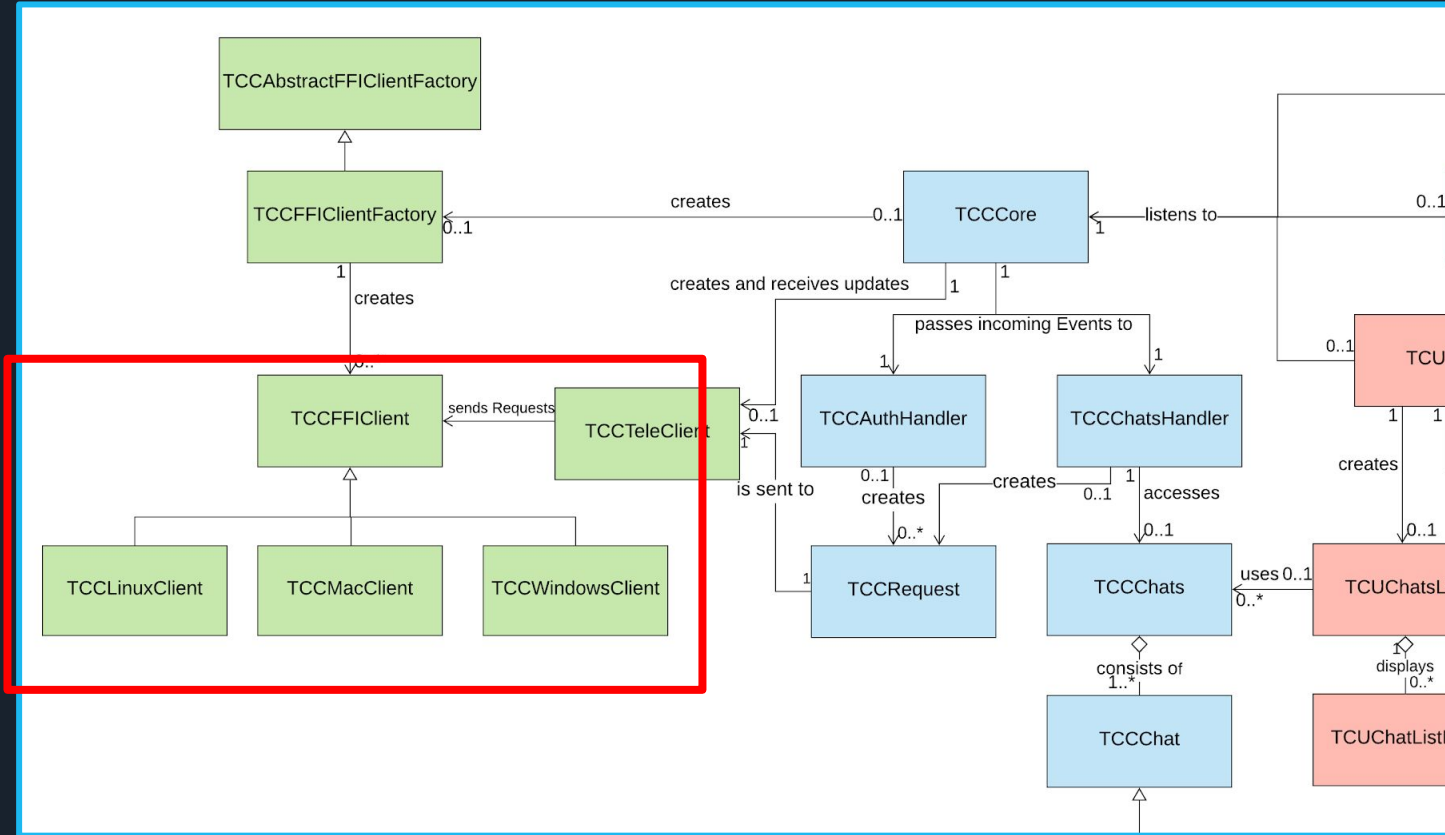 TCCAbstractFFIClientFactory
TCCFFIClientFactory
0..1
creates
0..1
TCCCore
1
listens to
0..1
1
creates
creates and receives updates
1
1
passes incoming Events to
1
1
0..1
TCU
TCCFFIClient
sends Requests
TCCTeleClient
0..1
1
is sent to
TCCAuthHandler
TCCChatsHandler
1
1
creates
0..1
creates
0..*
creates
0..1
1
accesses
0..1
0..1
TCCLinuxClient
TCCMacClient
TCCWindowsClient
1
TCCRequest
TCCChats
uses 0..1
0..*
TCUChatsL
consists of
1..*
1
displays
0..*
TCCChat
TCUChatListI